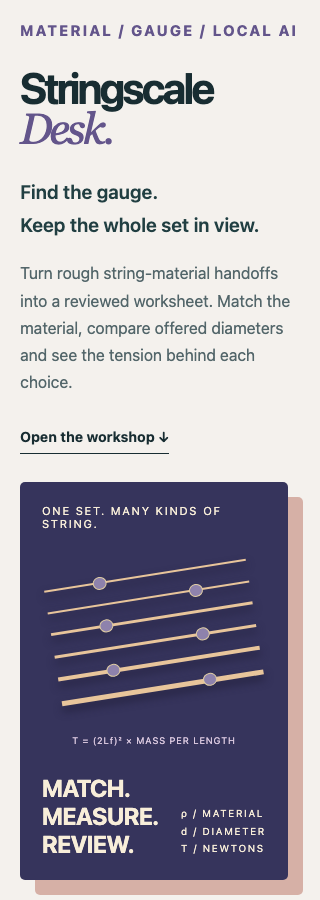 MATERIAL / GAUGE / LOCAL AI
Stringscale
Desk.
Find the gauge.
Keep the whole set in view.
Turn rough string-material handoffs
into a reviewed worksheet. Match the
material, compare offered diameters
and see the tension behind each
choice.
Open the workshop ↓
ONE SET. MANY KINDS OF
STRING.
T = (2Lf)² × MASS PER LENGTH
MATCH.
MEASURE.
REVIEW.
ρ / MATERIAL
d / DIAMETER
T / NEWTONS